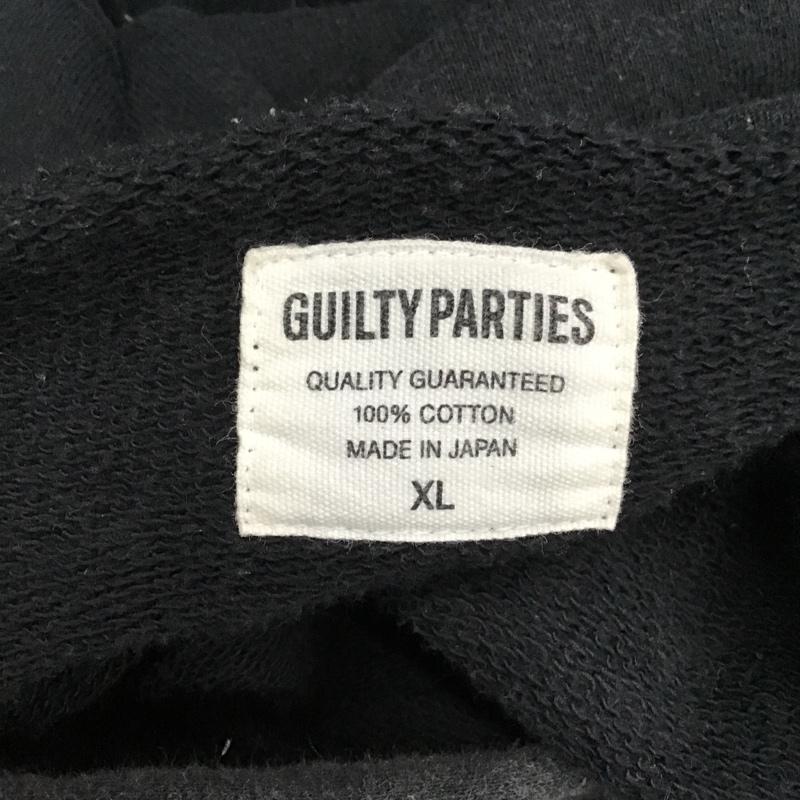 GUILTY PARTIES
QUALITY GUARANTEED
100% COTTON
MADE IN JAPAN
XL